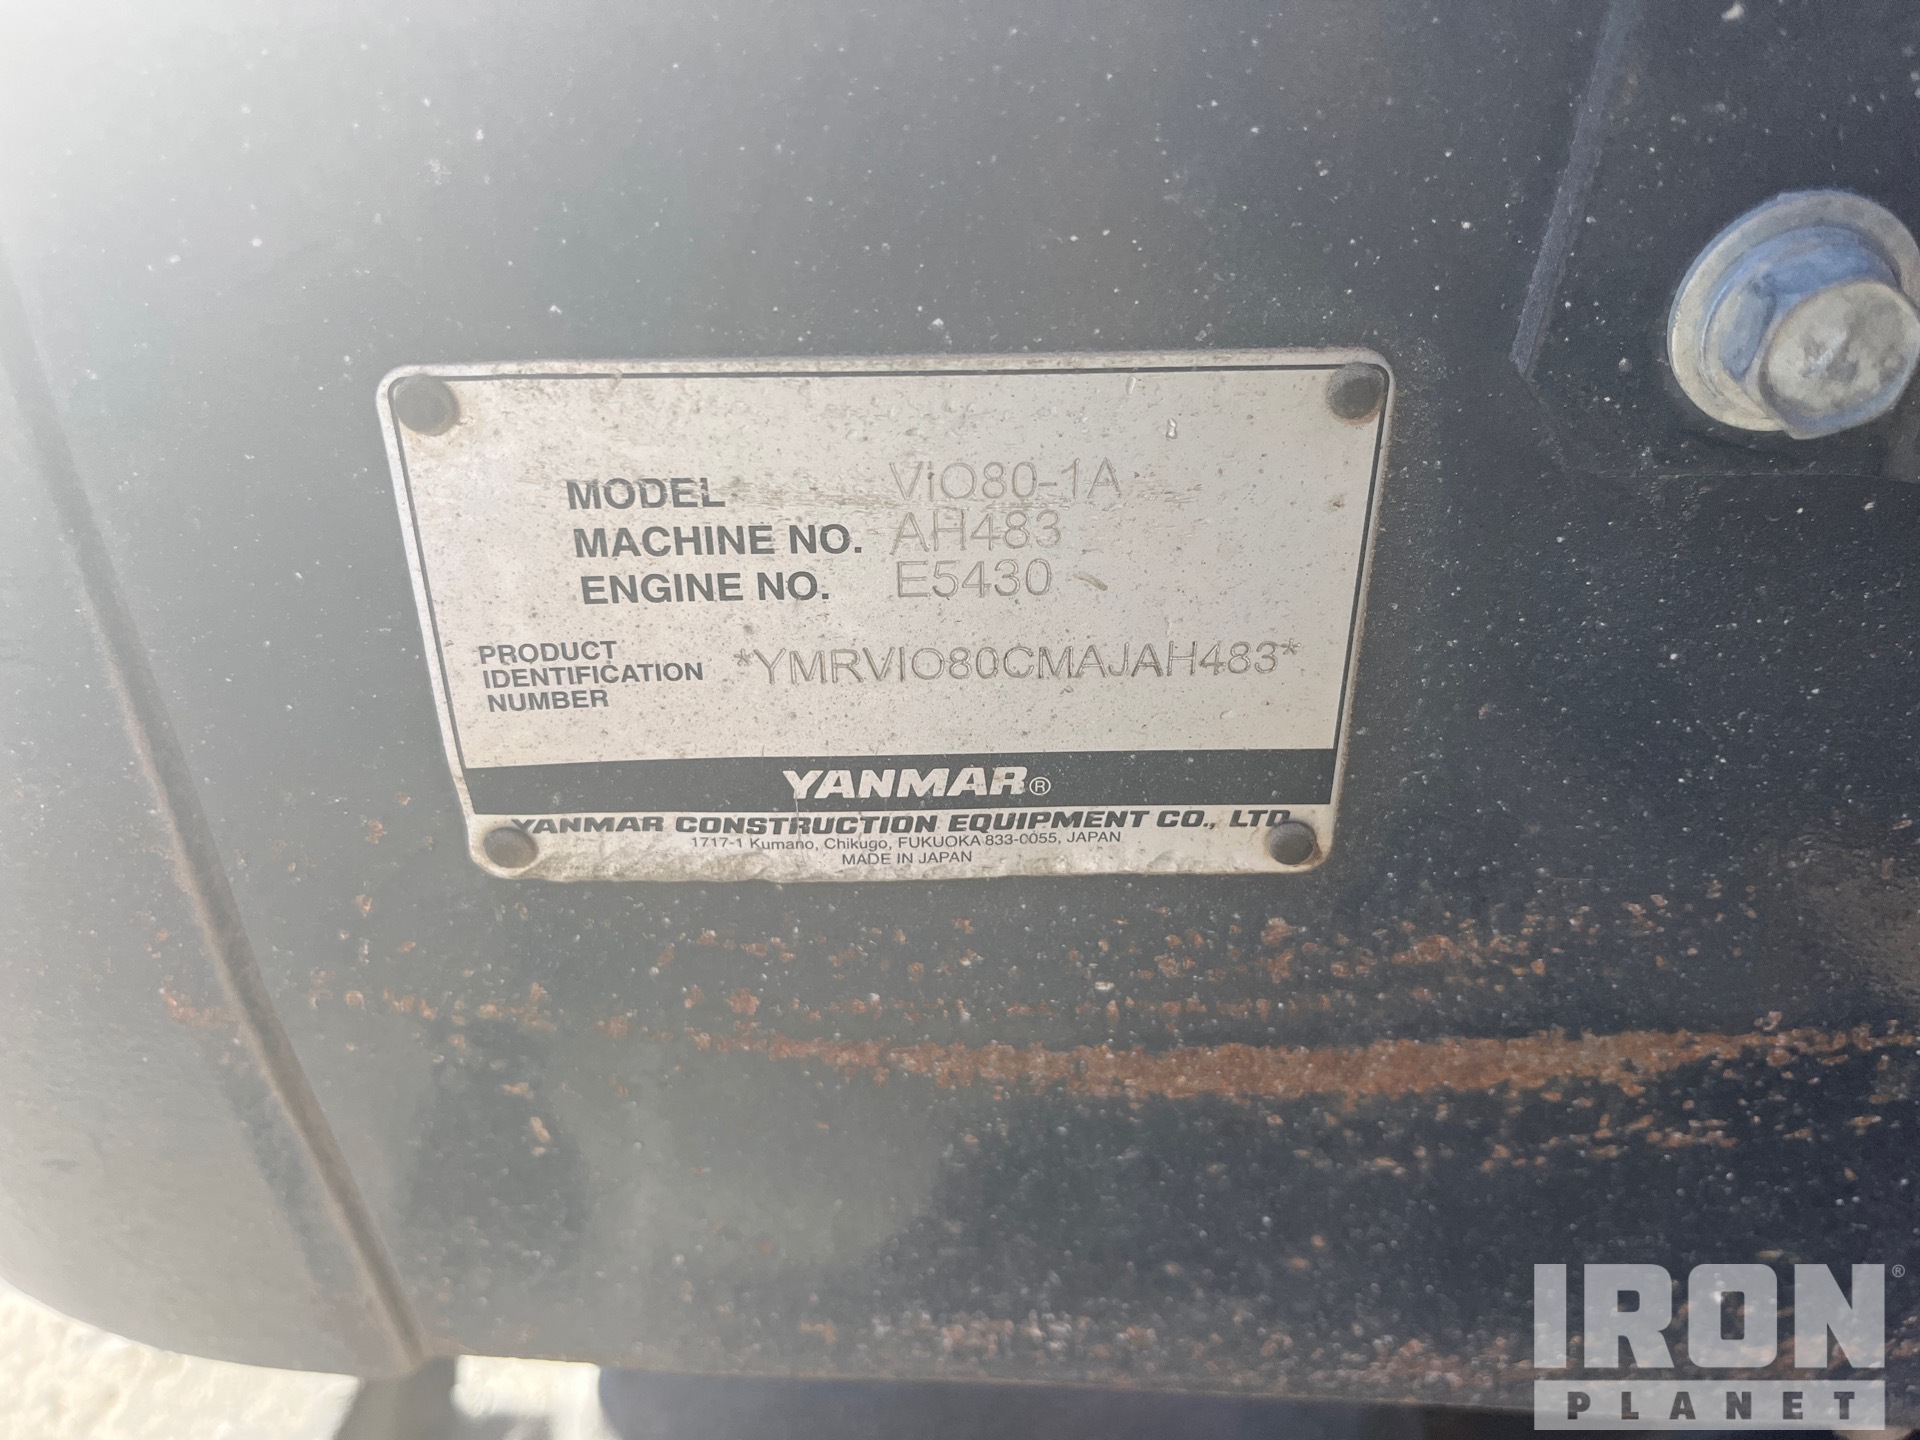 MODEL ViO80-1A
MACHINE NO. AH483
ENGINE NO. E5430
PRODUCT
IDENTIFICATION
NUMBER
*YMRVIO80CMAJAH483*
YANMAR®
YANMAR CONSTRUCTION EQUIPMENT CO., LTD.
1717-1 Kumano, Chikugo, FUKUOKA 833-0055, JAPAN
MADE IN JAPAN
IRON®
PLANET